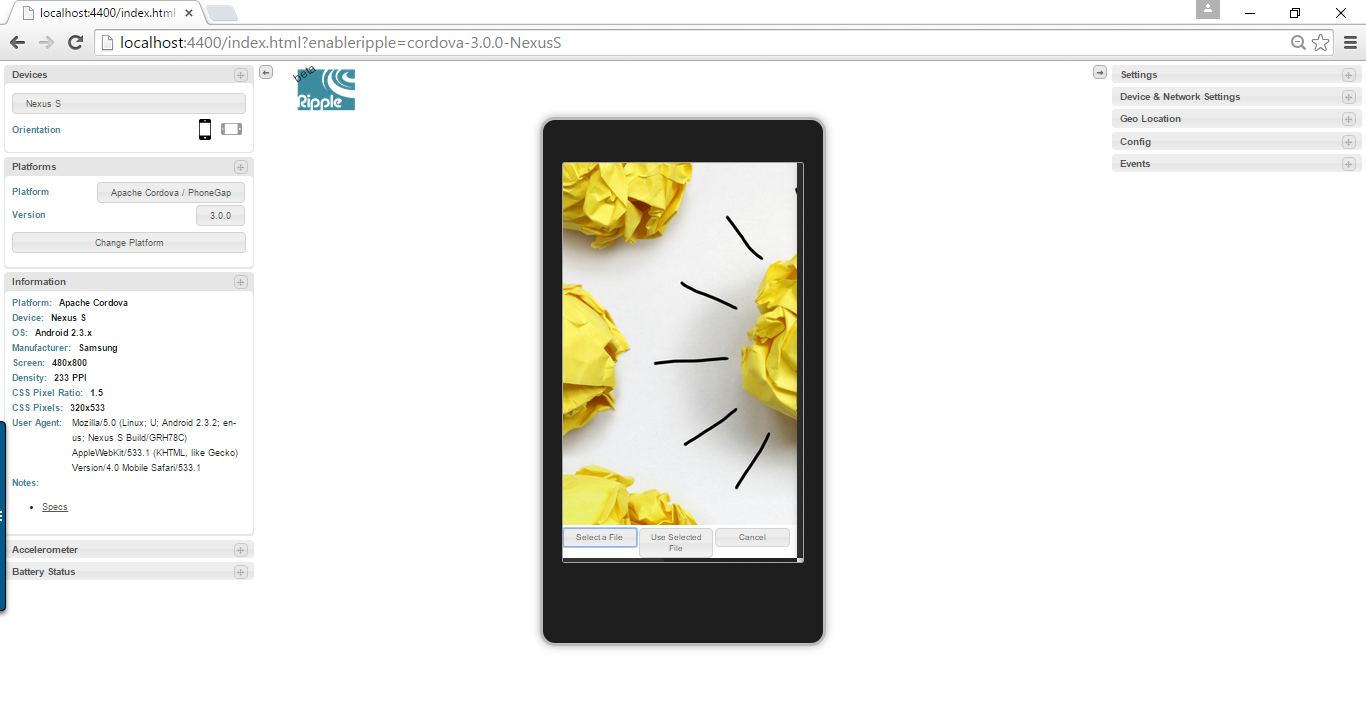 localhost:4400/index.html
localhost:4400/index.html?enableripple=cordova-3.0.0-NexusS
Devices
Nexus S
Orientation
Platforms
Platform
Apache Cordova / PhoneGap
Version
3.0.0
Change Platform
Information
Platform: Apache Cordova
Device: Nexus S
OS: Android 2.3.x
Manufacturer: Samsung
Screen: 480x800
Density: 233 PPI
CSS Pixel Ratio: 1.5
CSS Pixels: 320x533
User Agent: Mozilla/5.0 (Linux; U; Android 2.3.2; en-
us; Nexus S Build/GRH78C)
AppleWebKit/533.1 (KHTML, like Gecko)
Version/4.0 Mobile Safari/533.1
Notes:
Specs
Accelerometer
Battery Status
beta
Ripple
Select a File
Use Selected
File
Cancel
Settings
Device & Network Settings
Geo Location
Config
Events